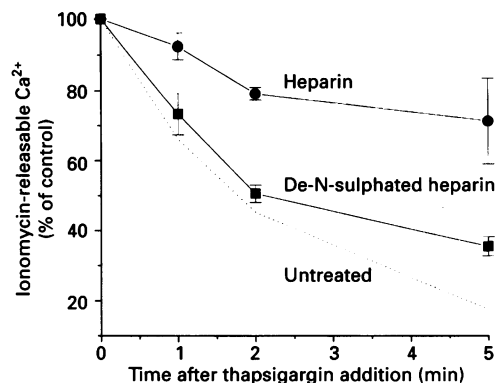 Ionomycin-releasable Ca²⁺
(% of control)
100
80
60
40
20
Heparin
De-N-sulphated heparin
Untreated
0
1
2
3
4
5
Time after thapsigargin addition (min)